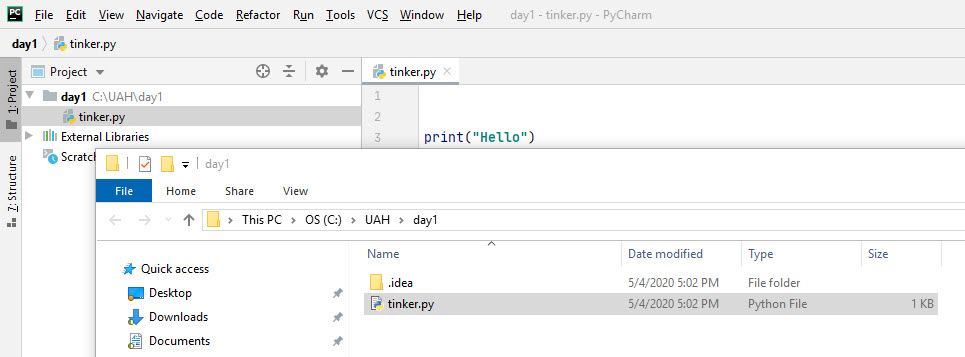 PC File Edit View Navigate Code Refactor Run Tools VCS Window Help day1 - tinker.py - PyCharm
day1 tinker.py
1: Project
Project
tinker.py
day1 C:\UAH\day1
tinker.py
External Libraries
Scratc
7: Structure
1
2
3 print("Hello")
day1
File Home Share View
This PC OS (C:) UAH day1
Name Date modified Type Size
Quick access
Desktop
Downloads
Documents
.idea 5/4/2020 5:02 PM File folder
tinker.py 5/4/2020 5:02 PM Python File 1 KB